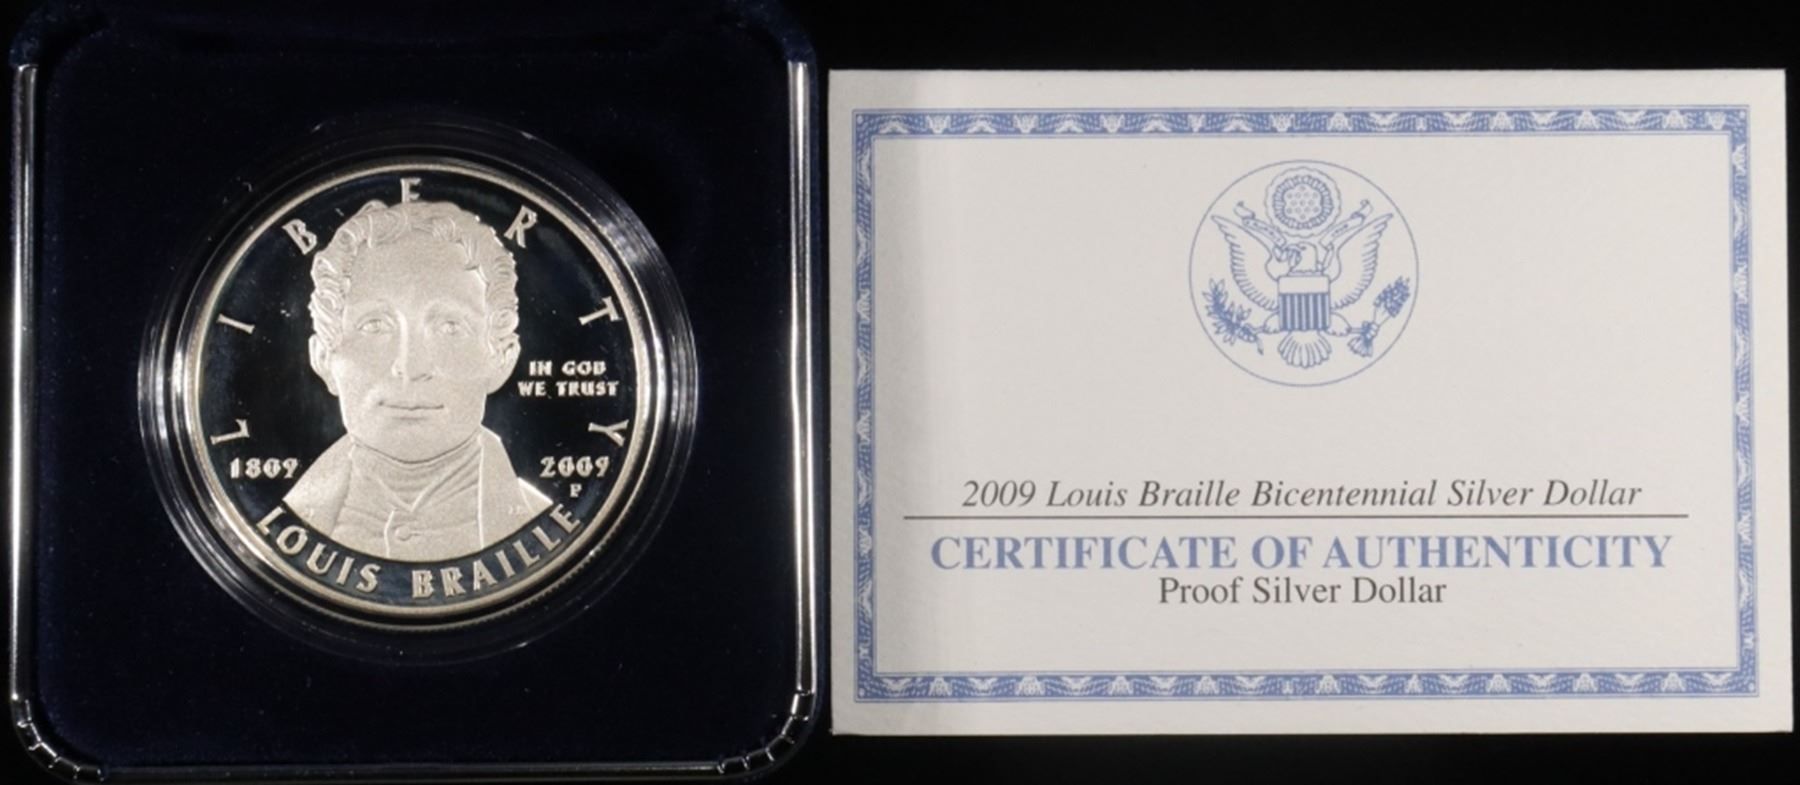 LIBERTY
IN GOD
WE TRUST
1809 2009
P
LOUIS BRAILLE
2009 Louis Braille Bicentennial Silver Dollar
CERTIFICATE OF AUTHENTICITY
Proof Silver Dollar